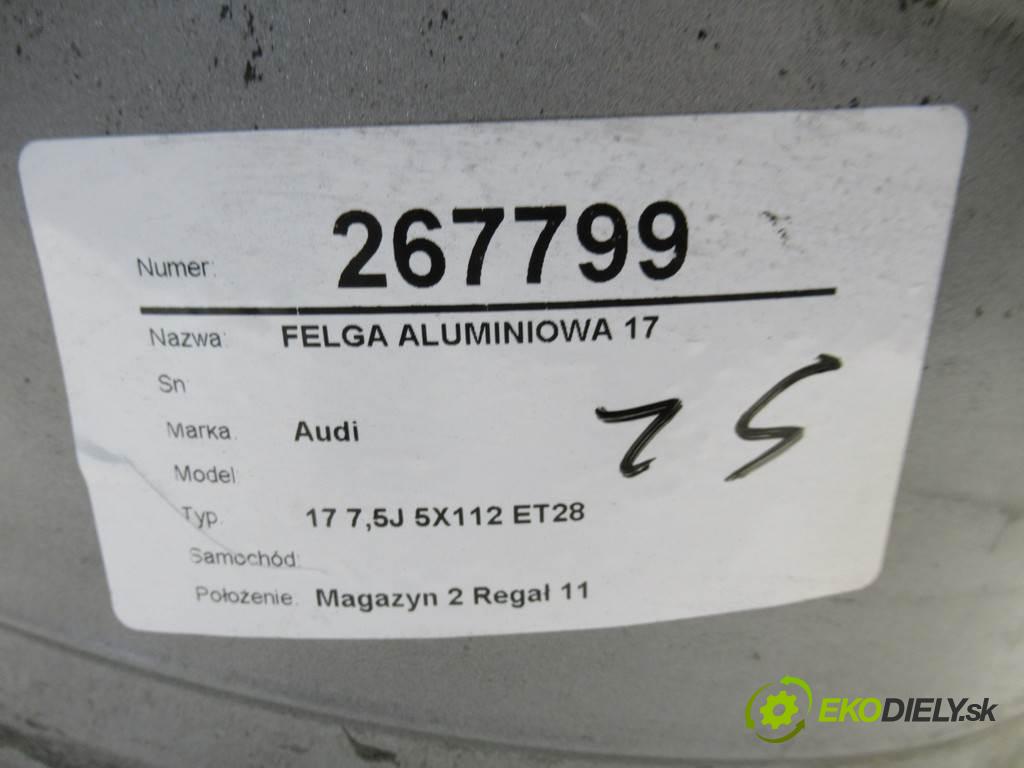 Numer: 267799
Nazwa: FELGA ALUMINIOWA 17
Sn
Marka: Audi
Model
Typ. 17 7,5J 5X112 ET28
Samochód:
Położenie. Magazyn 2 Regał 11
EKODIELY.sk